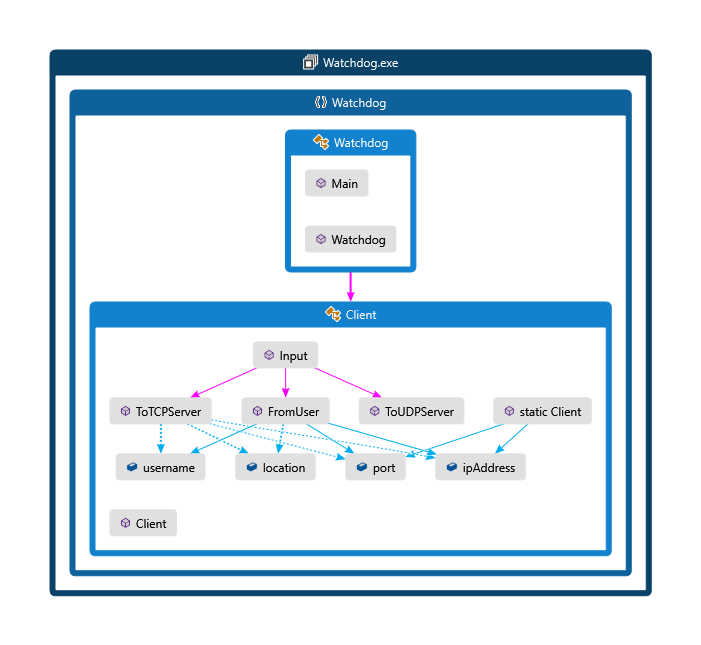 Watchdog.exe
Watchdog
Watchdog
Main
Watchdog
Client
Input
ToTCPServer FromUser ToUDPServer static Client
username location port ipAddress
Client